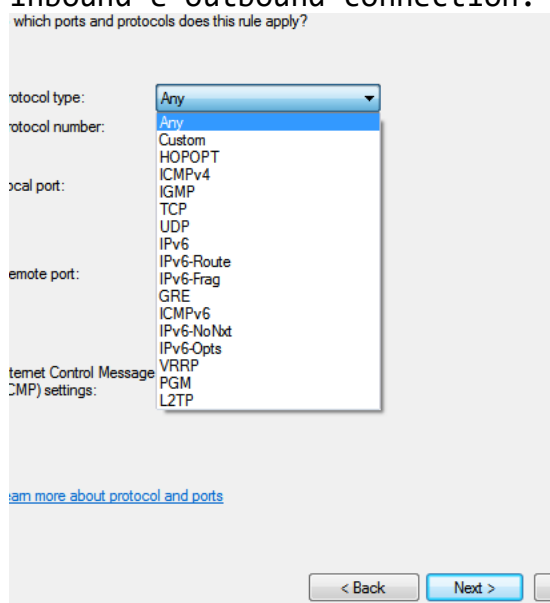 inbound e outbound connection.
which ports and protocols does this rule apply?
rotocol type:
Any
rotocol number:
Any
Custom
HOPOPT
ICMPv4
IGMP
TCP
UDP
IPv6
IPv6-Route
IPv6-Frag
GRE
ICMPv6
IPv6-NoNxt
IPv6-Opts
VRRP
PGM
L2TP
ocal port:
emote port:
ternet Control Message
CMP) settings:
earn more about protocol and ports
< Back
Next >